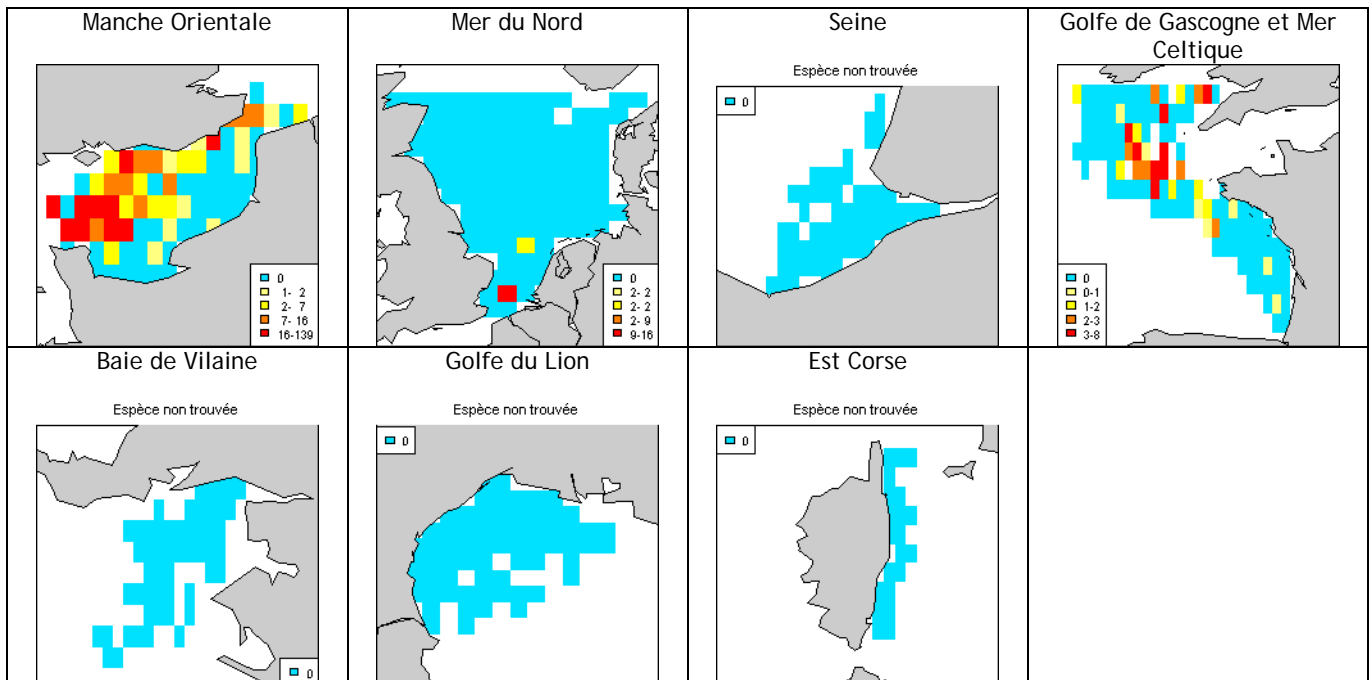 Manche Orientale
0
1- 2
2- 7
7- 16
16-139
Mer du Nord
0
2- 2
2- 2
2- 9
9-16
Seine
Espèce non trouvée
0
Golfe de Gascogne et Mer
Celtique
0
0-1
1-2
2-3
3-8
Baie de Vilaine
Espèce non trouvée
0
Golfe du Lion
Espèce non trouvée
0
Est Corse
Espèce non trouvée
0